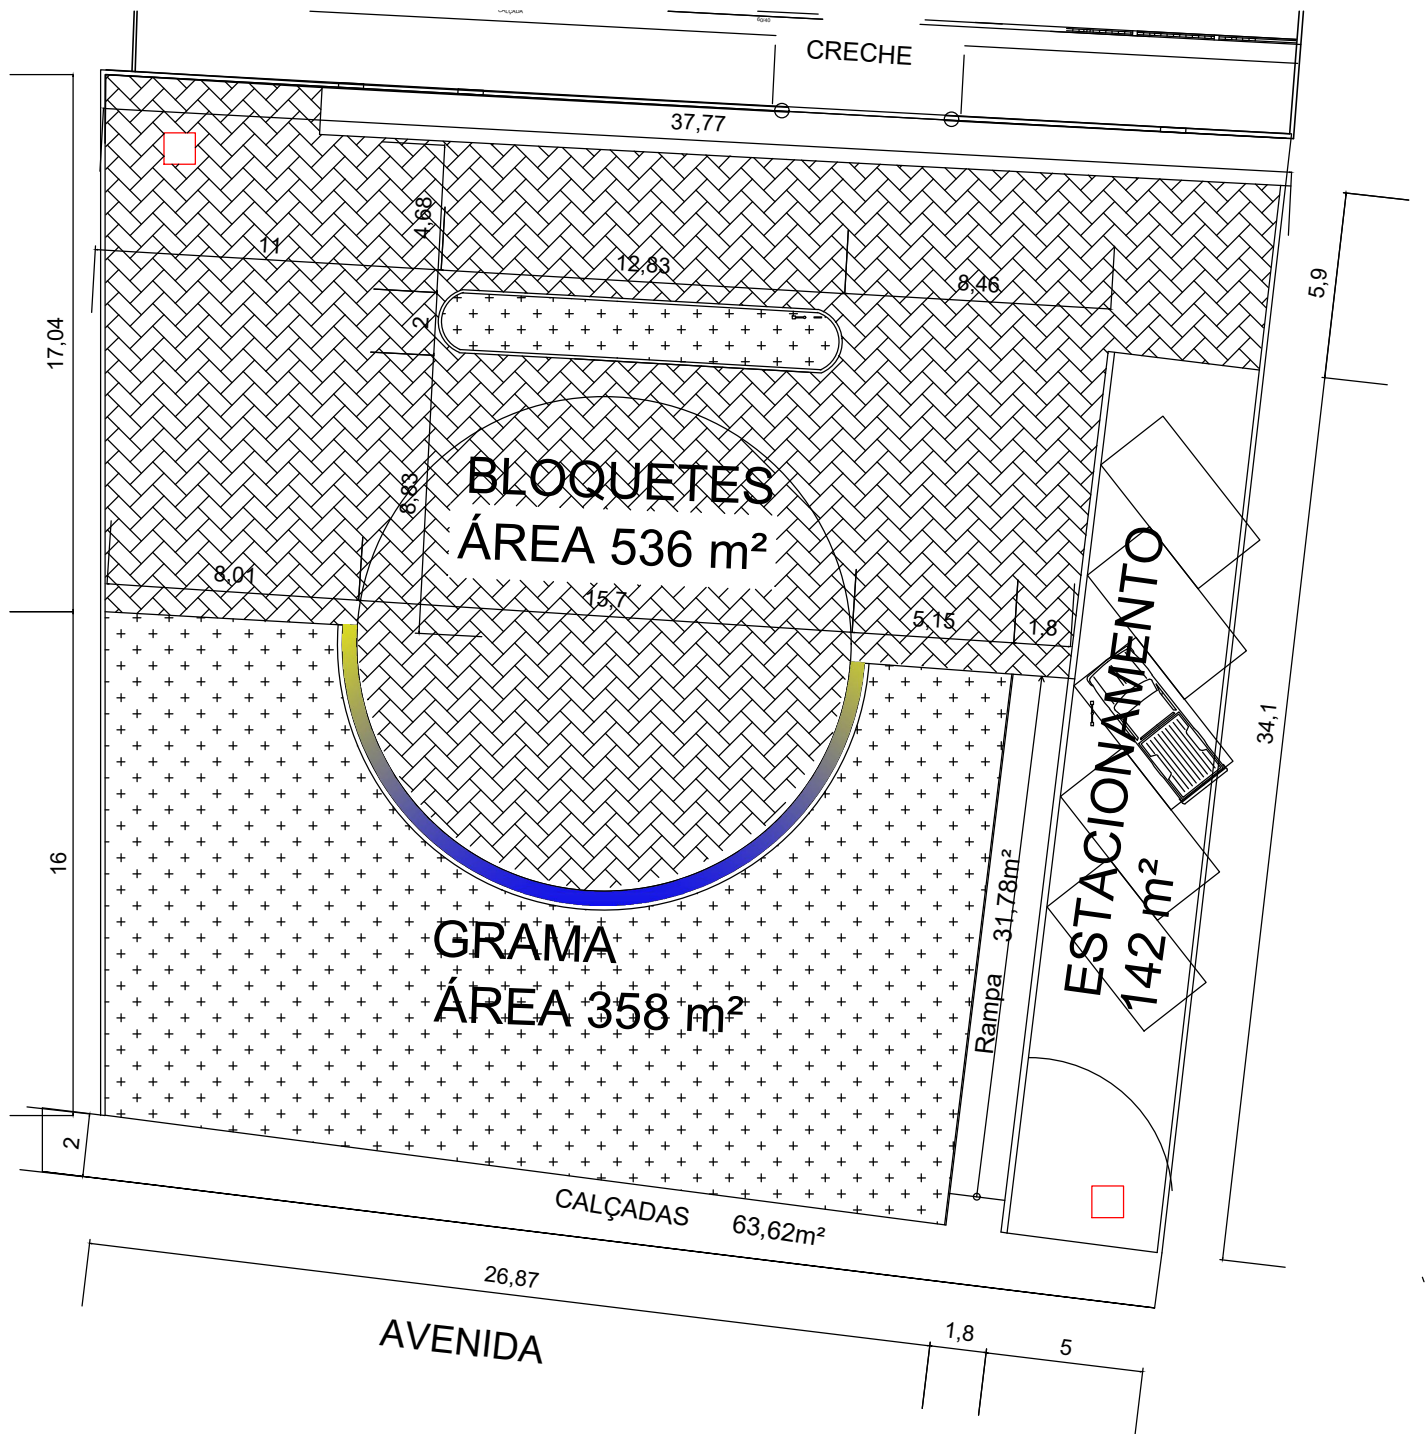 CALÇADA
CRECHE
37,77
4,68
11
12,83
8,46
5,9
17,04
2
BLOQUETES
ÁREA 536 m²
8,83
8,01
15,7
5,15
1.8
ESTACIONAMENTO
142 m²
34,1
16
31,78m²
Rampa
GRAMA
ÁREA 358 m²
2
CALÇADAS 63,62m²
26,87
AVENIDA
1,8
5